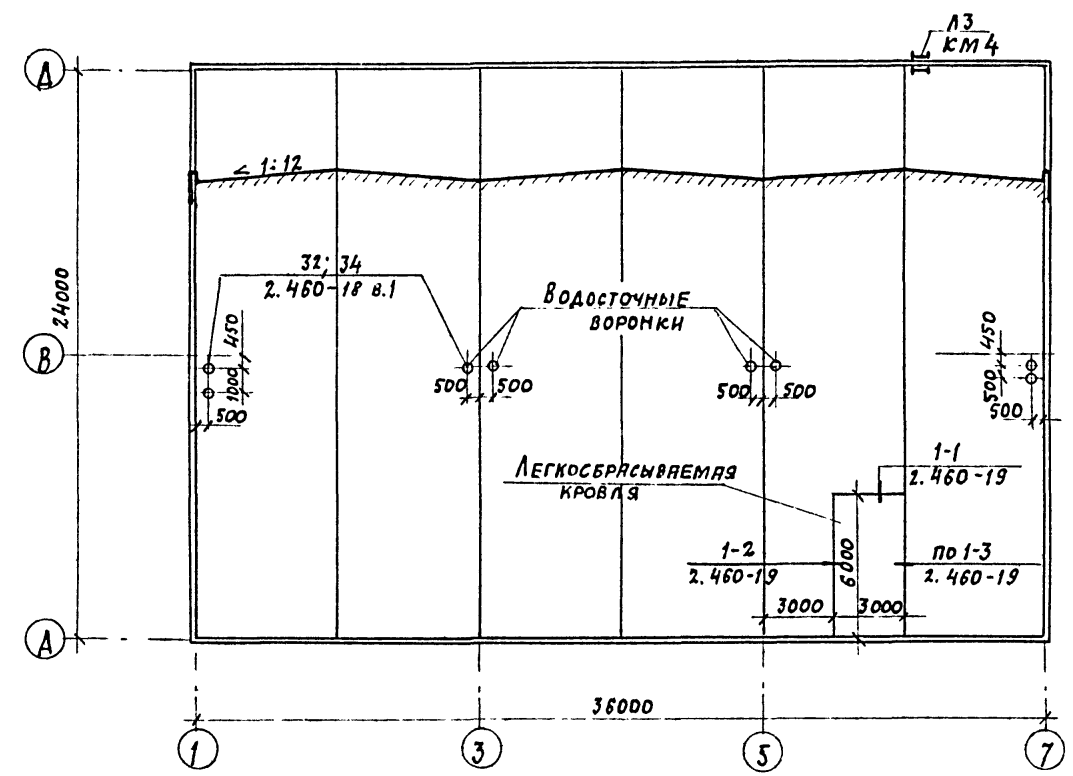 Л3
КМ4
Д
< 1:12
32; 34
2.460-18 в.1
Водосточные
воронки
24000
450
В
1000
500
500
500
500
500
450
500
500
Легкосбрасываемая
кровля
1-1
2.460-19
1-2
2.460-19
6000
по 1-3
2.460-19
3000
3000
А
36000
1
3
5
7